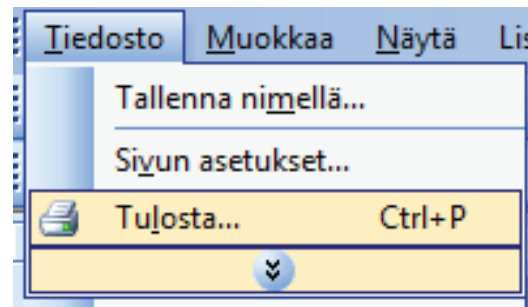 Tiedosto Muokkaa Näytä
Tallenna nimellä...
Sivun asetukset...
Tulosta... Ctrl+P